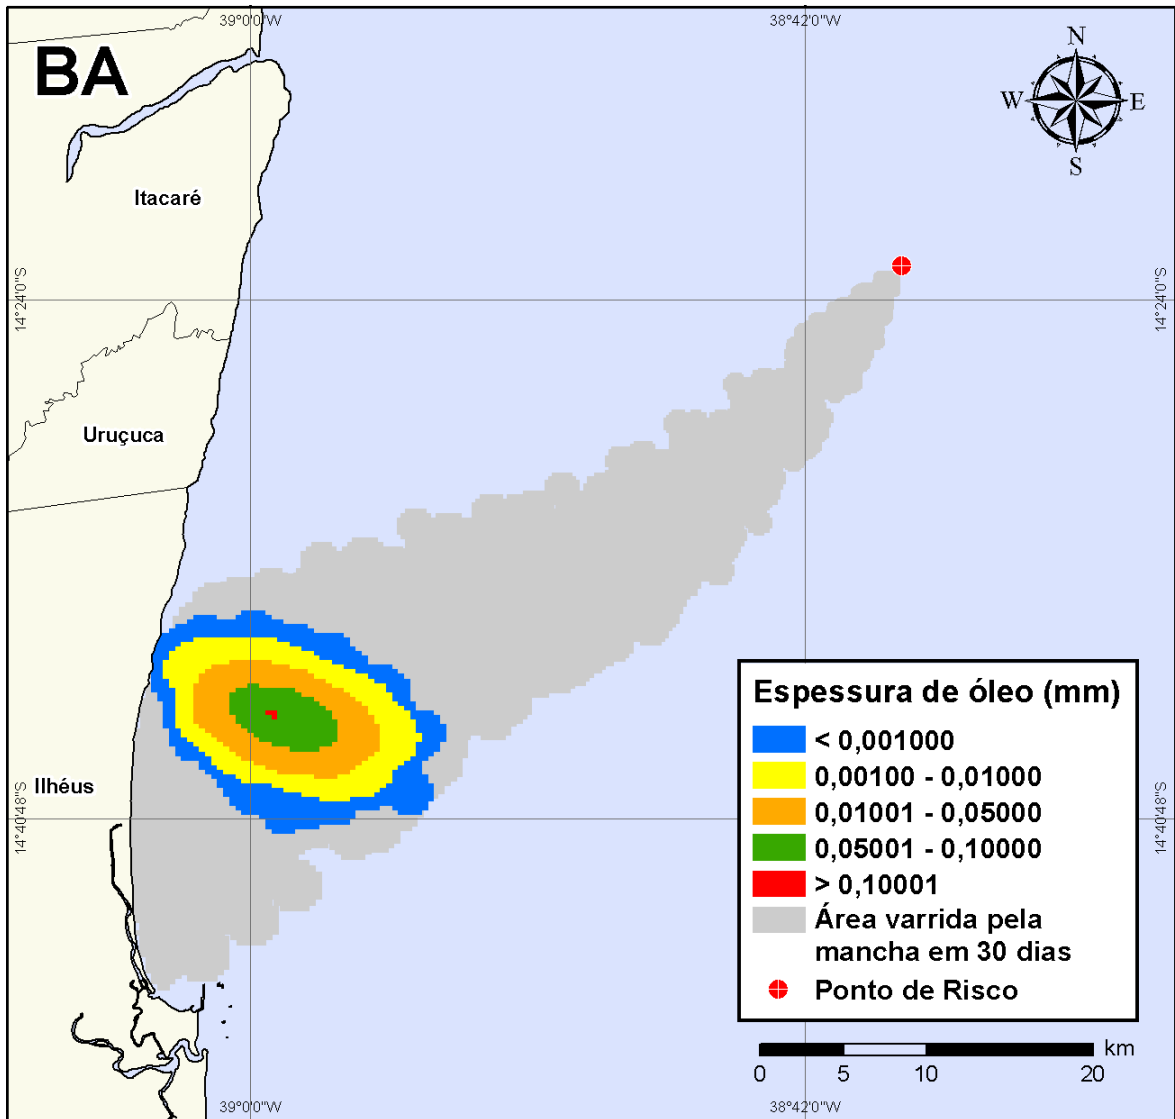 39°0'0"W
38°42'0"W
BA
N
W
E
S
Itacaré
14°24'0"S
14°24'0"S
Uruçuca
Espessura de óleo (mm)
< 0,001000
0,00100 - 0,01000
0,01001 - 0,05000
0,05001 - 0,10000
> 0,10001
Área varrida pela
mancha em 30 dias
Ponto de Risco
Ilhéus
14°40'48"S
14°40'48"S
km
0
5
10
20
39°0'0"W
38°42'0"W